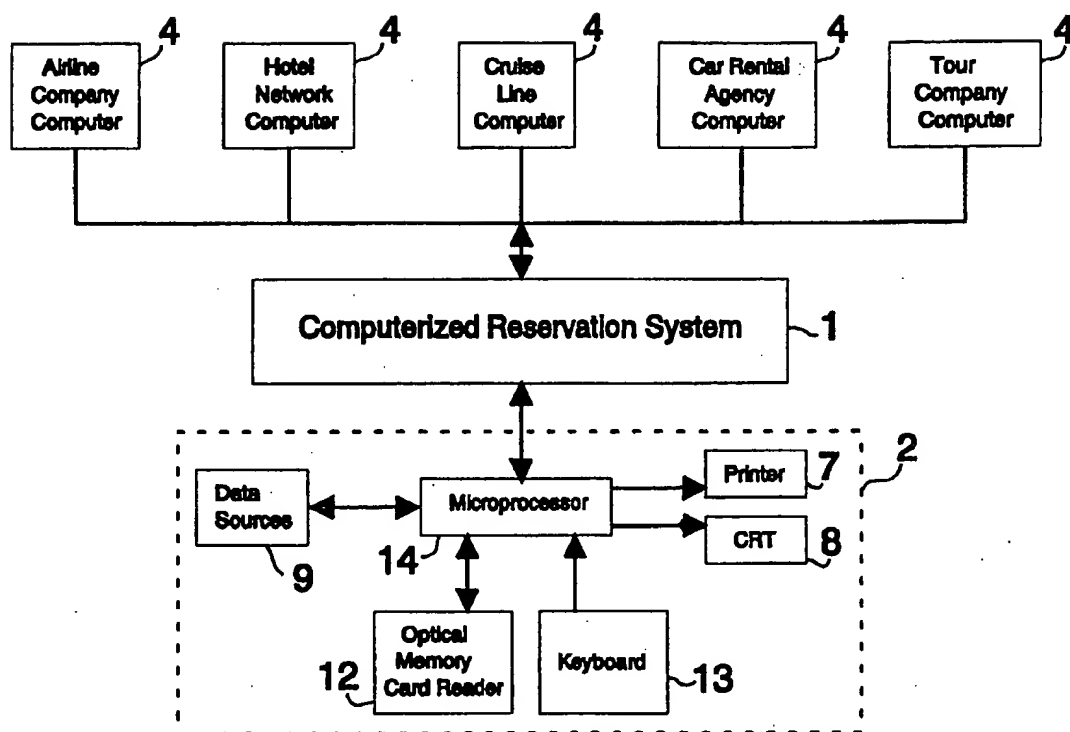 4
4
4
4
4
Airline
Company
Computer
Hotel
Network
Computer
Cruise
Line
Computer
Car Rental
Agency
Computer
Tour
Company
Computer
Computerized Reservation System
1
2
Data
Sources
9
Microprocessor
14
Printer
7
CRT
8
Optical
Memory
Card Reader
12
Keyboard
13